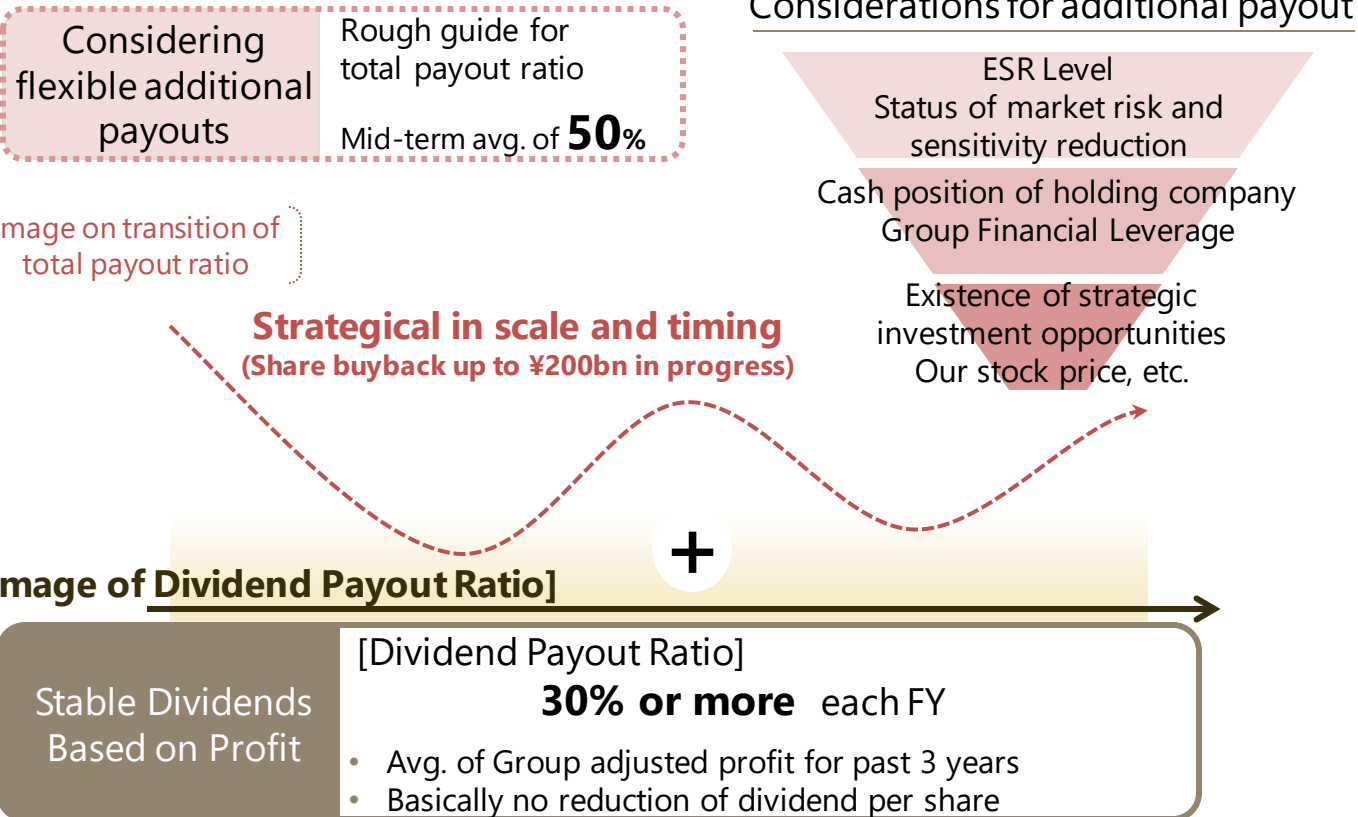 Considering
flexible additional
payouts
Rough guide for
total payout ratio
Mid-term avg. of 50%
Considerations for additional payout
ESR Level
Status of market risk and
sensitivity reduction
Cash position of holding company
Group Financial Leverage
Existence of strategic
investment opportunities
Our stock price, etc.
mage on transition of
total payout ratio
Strategical in scale and timing
(Share buyback up to ¥200bn in progress)
+
mage of Dividend Payout Ratio]
Stable Dividends
Based on Profit
[Dividend Payout Ratio]
30% or more each FY
• Avg. of Group adjusted profit for past 3 years
• Basically no reduction of dividend per share